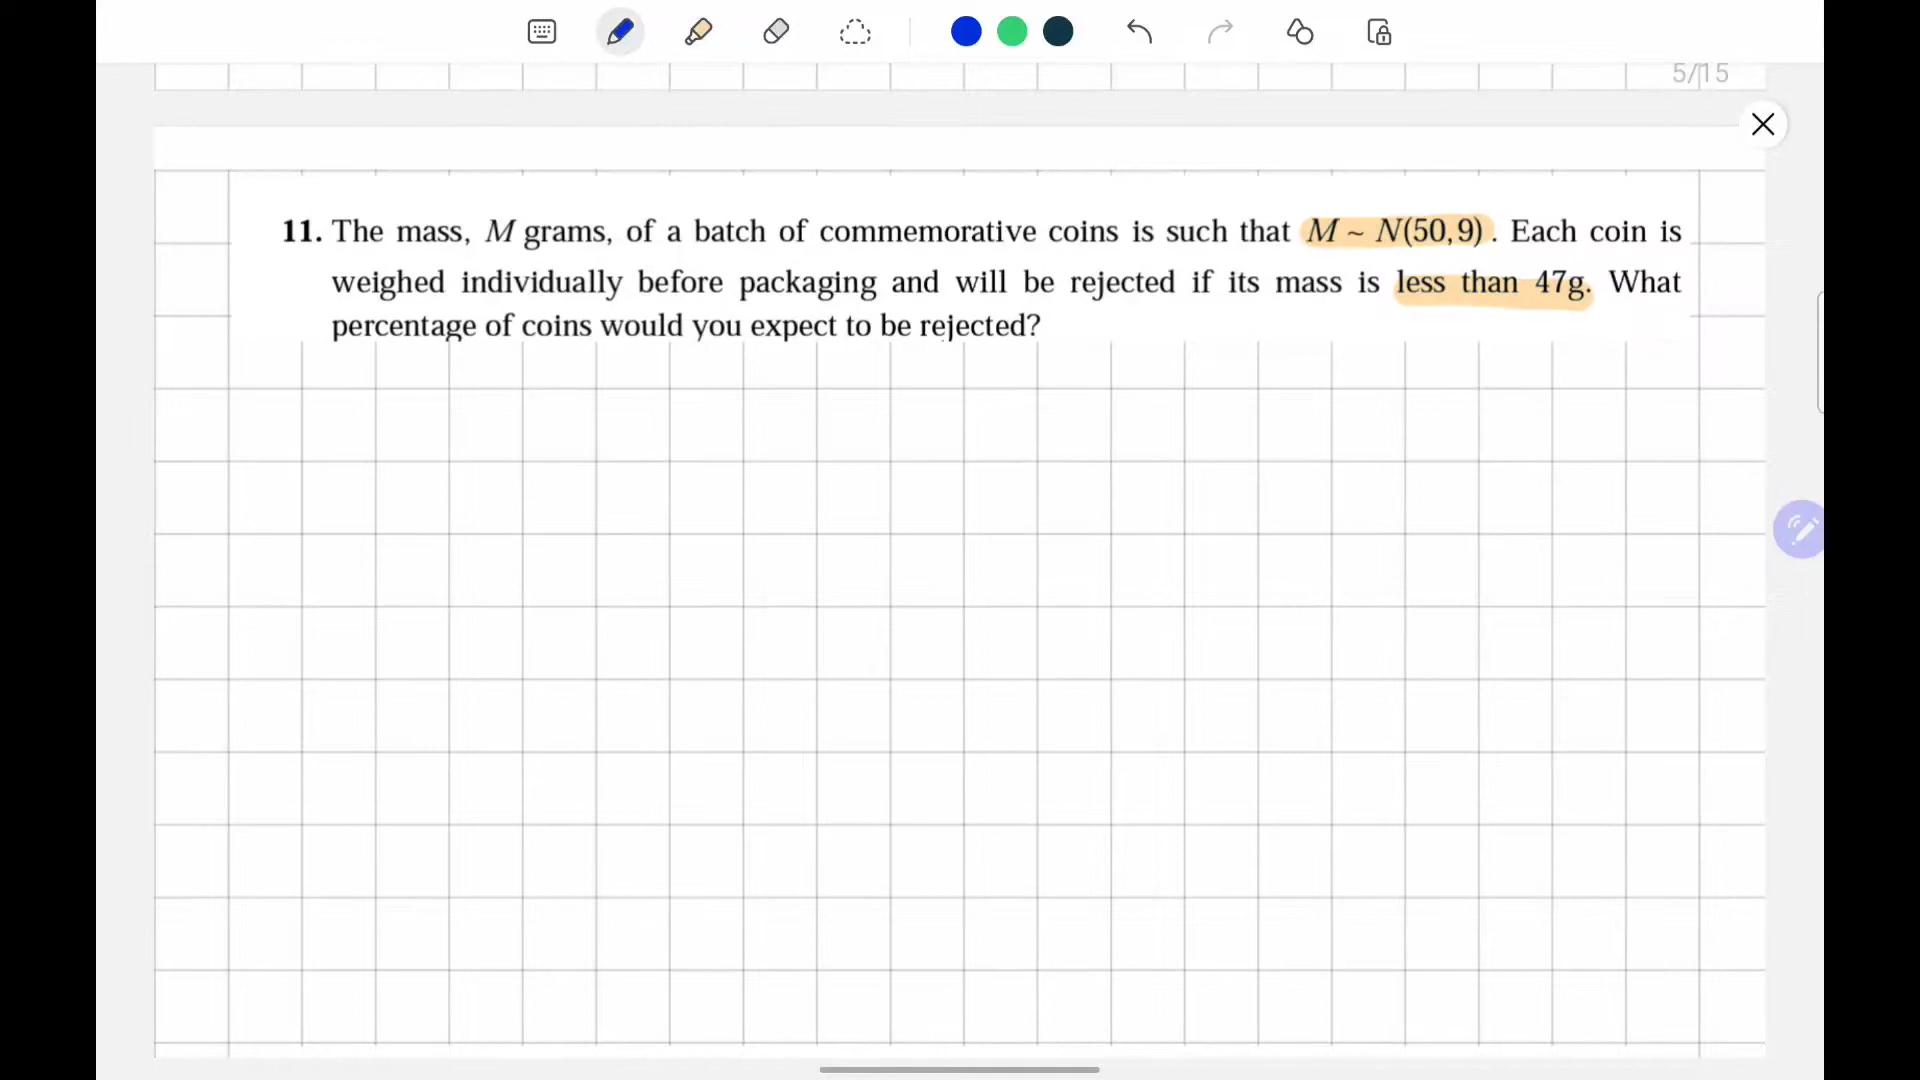 5/15
11. The mass, M grams, of a batch of commemorative coins is such that M ~ N(50,9). Each coin is
weighed individually before packaging and will be rejected if its mass is less than 47g. What
percentage of coins would you expect to be rejected?